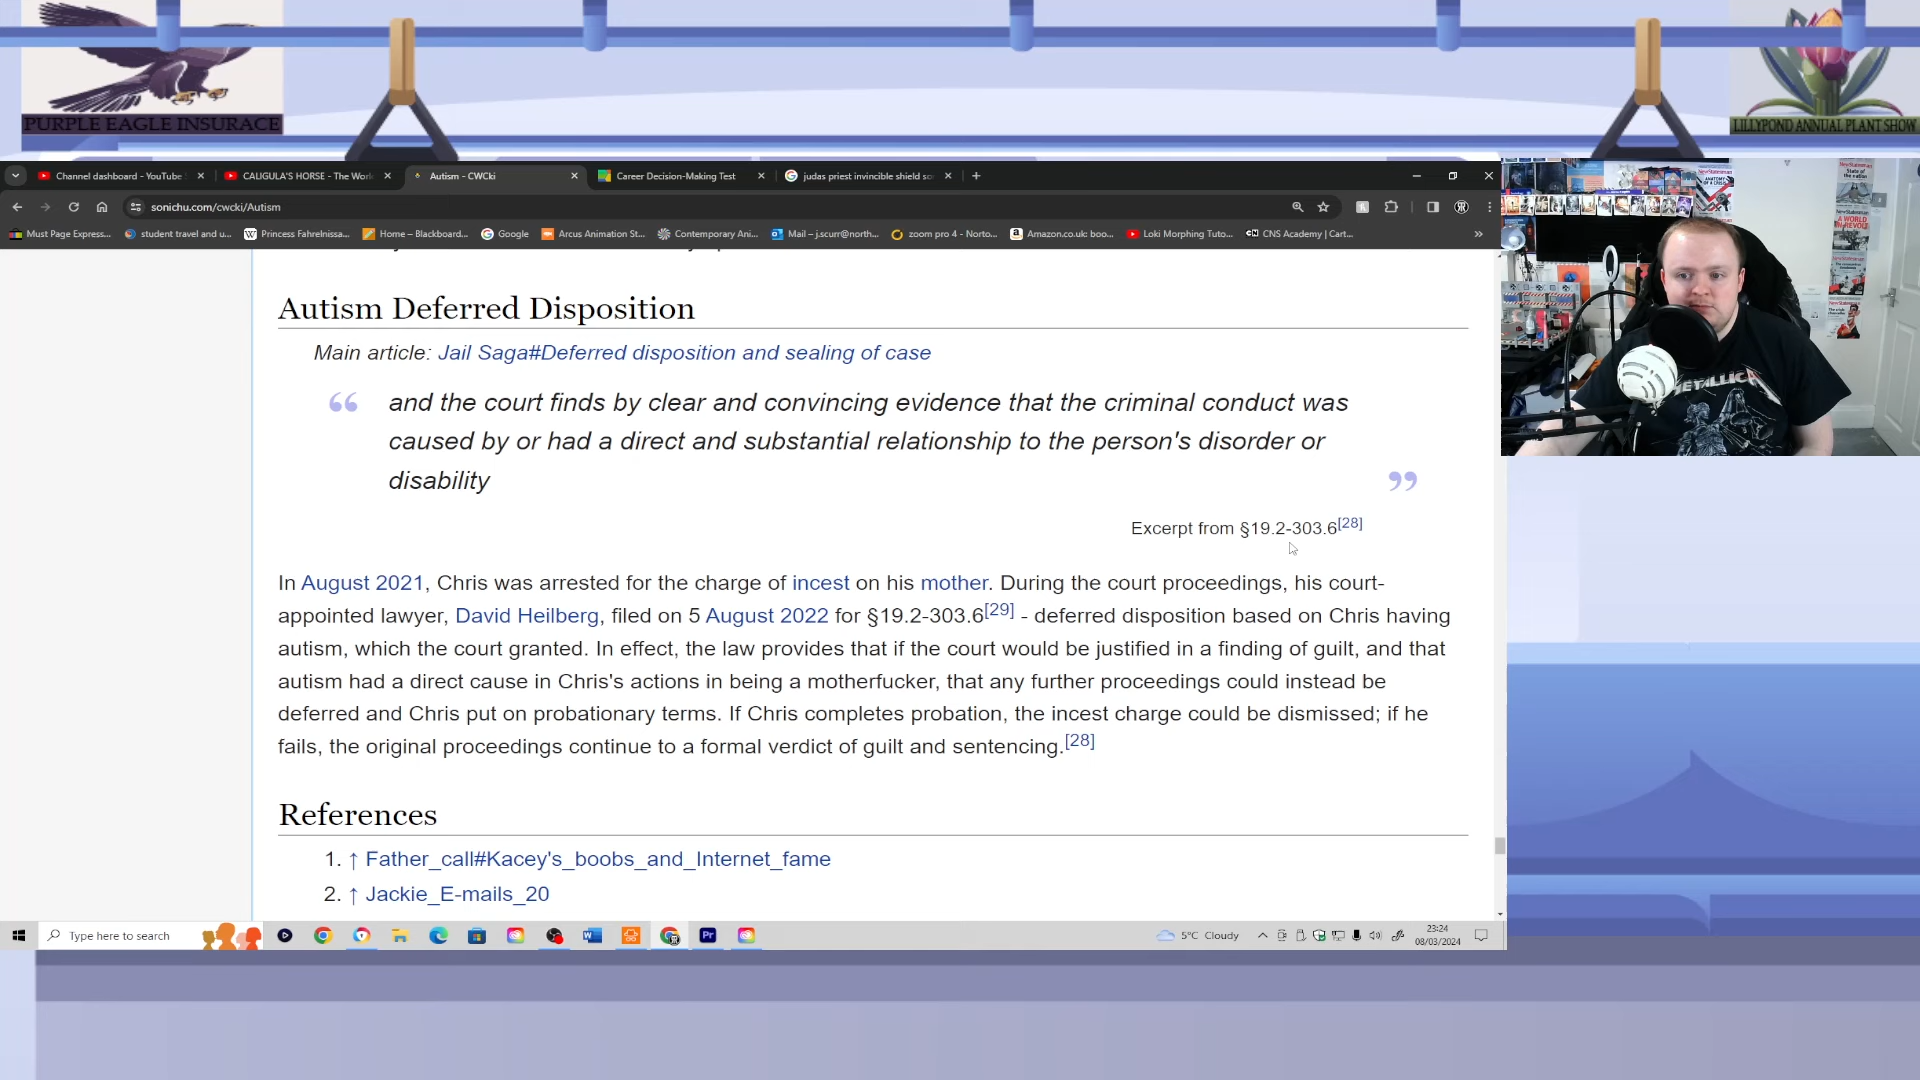 PURPLE EAGLE INSURACE
LILLYPOND ANNUAL PLANT SHOW
Channel dashboard - YouTube
CALIGULA'S HORSE - The Worl
Autism - CWCki
Career Decision-Making Test
judas priest invincible shield so
sonichu.com/cwcki/Autism
Must Page Express...
student travel and u...
Princess Fahrelnissa...
Home – Blackboard...
Google
Arcus Animation St...
Contemporary Ani...
Mail – j.scurr@north...
zoom pro 4 - Norto...
Amazon.co.uk: boo...
Loki Morphing Tuto...
CNS Academy | Cart...
Autism Deferred Disposition
Main article: Jail Saga#Deferred disposition and sealing of case
“ and the court finds by clear and convincing evidence that the criminal conduct was
caused by or had a direct and substantial relationship to the person's disorder or
disability ”
Excerpt from §19.2-303.6[28]
In August 2021, Chris was arrested for the charge of incest on his mother. During the court proceedings, his court-
appointed lawyer, David Heilberg, filed on 5 August 2022 for §19.2-303.6[29] - deferred disposition based on Chris having
autism, which the court granted. In effect, the law provides that if the court would be justified in a finding of guilt, and that
autism had a direct cause in Chris's actions in being a motherfucker, that any further proceedings could instead be
deferred and Chris put on probationary terms. If Chris completes probation, the incest charge could be dismissed; if he
fails, the original proceedings continue to a formal verdict of guilt and sentencing.[28]
References
1. ↑ Father_call#Kacey's_boobs_and_Internet_fame
2. ↑ Jackie_E-mails_20
Type here to search
5°C Cloudy
23:24
08/03/2024
NewStatesman
State of
the nation
A WORLD
IN REVOLT
METALLICA